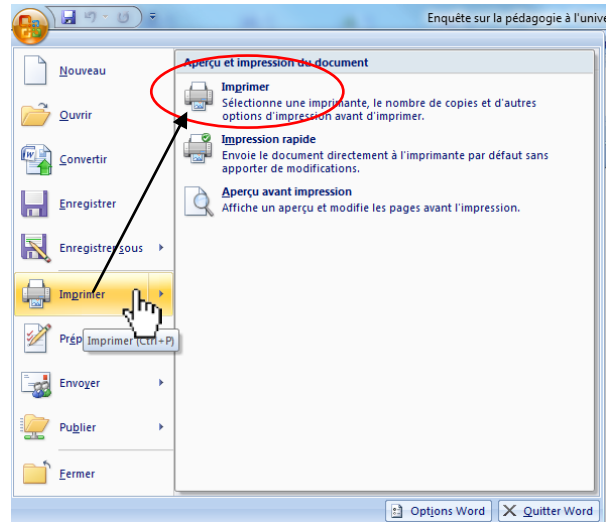 Enquête sur la pédagogie à l'unive
Nouveau
Ouvrir
Convertir
Enregistrer
Enregistrer sous
Imprimer
Prép
Imprimer (Ctrl+P)
Envoyer
Publier
Fermer
Aperçu et impression du document
Imprimer
Sélectionne une imprimante, le nombre de copies et d'autres
options d'impression avant d'imprimer.
Impression rapide
Envoie le document directement à l'imprimante par défaut sans
apporter de modifications.
Aperçu avant impression
Affiche un aperçu et modifie les pages avant l'impression.
Options Word
Quitter Word